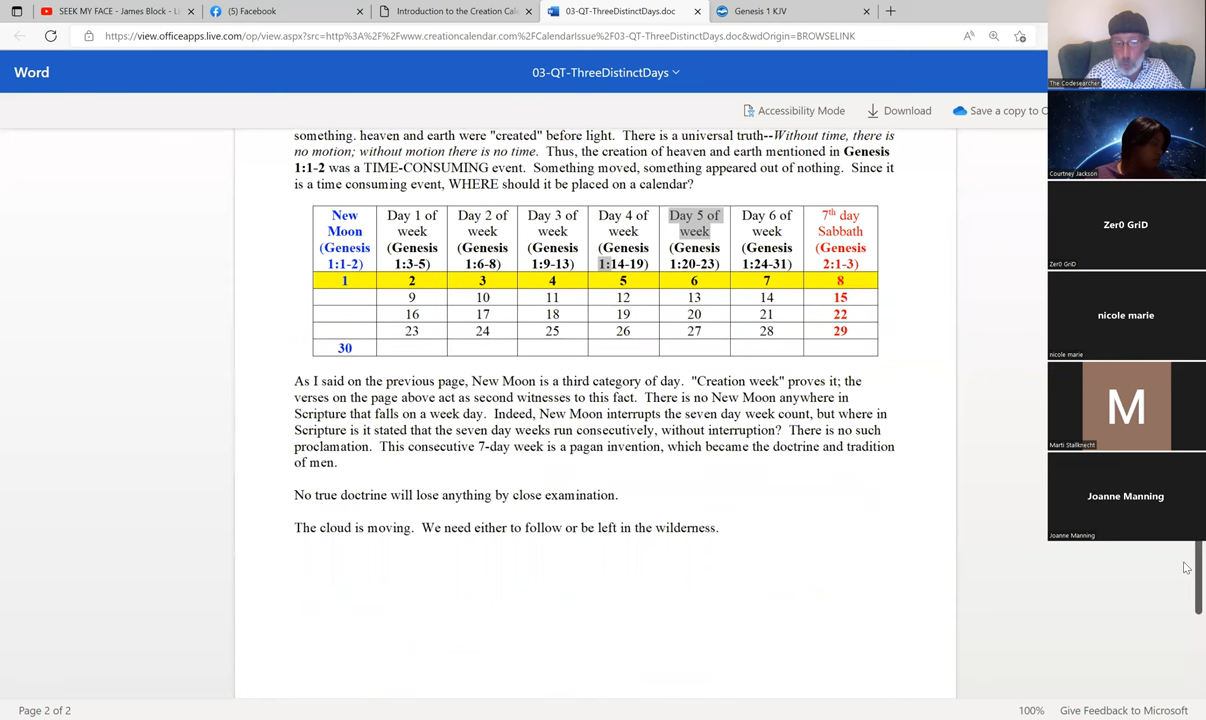 SEEK MY FACE - James Block - Li
(5) Facebook
Introduction to the Creation Cale
03-QT-ThreeDistinctDays.doc
Genesis 1 KJV
https://view.officeapps.live.com/op/view.aspx?src=http%3A%2F%2Fwww.creationcalendar.com%2FCalendarIssue%2F03-QT-ThreeDistinctDays.doc&wdOrigin=BROWSELINK
Word
03-QT-ThreeDistinctDays
Accessibility Mode
Download
Save a copy to O
something. heaven and earth were "created" before light. There is a universal truth--Without time, there is
no motion; without motion there is no time. Thus, the creation of heaven and earth mentioned in Genesis
1:1-2 was a TIME-CONSUMING event. Something moved, something appeared out of nothing. Since it
is a time consuming event, WHERE should it be placed on a calendar?
New Day 1 of Day 2 of Day 3 of Day 4 of Day 5 of Day 6 of 7th day
Moon week week week week week week Sabbath
(Genesis (Genesis (Genesis (Genesis (Genesis (Genesis (Genesis (Genesis
1:1-2) 1:3-5) 1:6-8) 1:9-13) 1:14-19) 1:20-23) 1:24-31) 2:1-3)
1 2 3 4 5 6 7 8
9 10 11 12 13 14 15
16 17 18 19 20 21 22
23 24 25 26 27 28 29
30
As I said on the previous page, New Moon is a third category of day. "Creation week" proves it; the
verses on the page above act as second witnesses to this fact. There is no New Moon anywhere in
Scripture that falls on a week day. Indeed, New Moon interrupts the seven day week count, but where in
Scripture is it stated that the seven day weeks run consecutively, without interruption? There is no such
proclamation. This consecutive 7-day week is a pagan invention, which became the doctrine and tradition
of men.
No true doctrine will lose anything by close examination.
The cloud is moving. We need either to follow or be left in the wilderness.
Page 2 of 2
100%
Give Feedback to Microsoft
The Codesearcher
Courtney Jackson
Zer0 GriD
Zer0 GriD
nicole marie
nicole marie
M
Marti Stallknecht
Joanne Manning
Joanne Manning